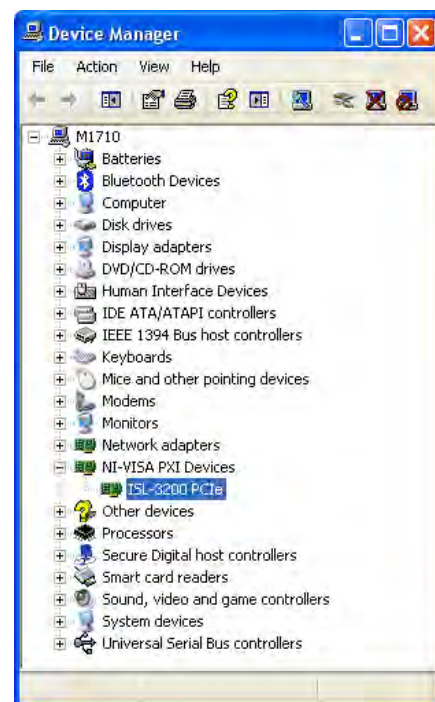 Device Manager
File Action View Help
M1710
Batteries
Bluetooth Devices
Computer
Disk drives
Display adapters
DVD/CD-ROM drives
Human Interface Devices
IDE ATA/ATAPI controllers
IEEE 1394 Bus host controllers
Keyboards
Mice and other pointing devices
Modems
Monitors
Network adapters
NI-VISA PXI Devices
ISL-3200 PCIe
Other devices
Processors
Secure Digital host controllers
Smart card readers
Sound, video and game controllers
System devices
Universal Serial Bus controllers